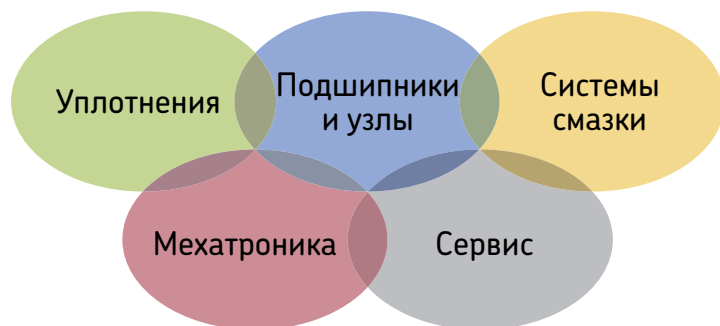 Уплотнения
Подшипники
и узлы
Системы
смазки
Мехатроника
Сервис